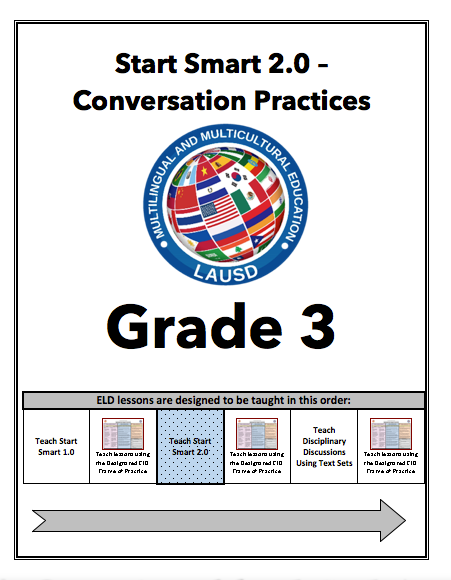 Start Smart 2.0 –
Conversation Practices
MULTILINGUAL AND MULTICULTURAL EDUCATION
LAUSD
Grade 3
ELD lessons are designed to be taught in this order:
Teach Start
Smart 1.0
Teach lessons using
the Designated ELD
Frame of Practice
Teach Start
Smart 2.0
Teach lessons using
the Designated ELD
Frame of Practice
Teach
Disciplinary
Discussions
Using Text Sets
Teach lessons using
the Designated ELD
Frame of Practice